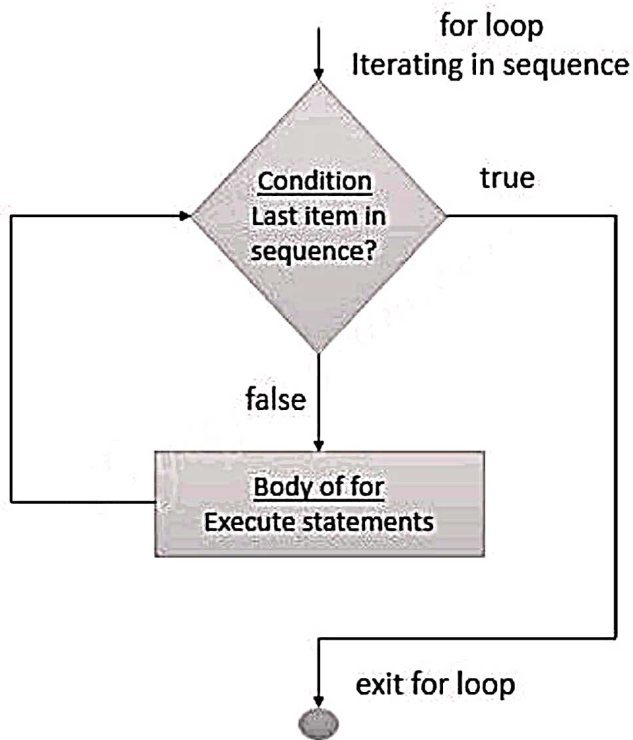 for loop
Iterating in sequence
Condition
Last item in
sequence?
true
false
Body of for
Execute statements
exit for loop